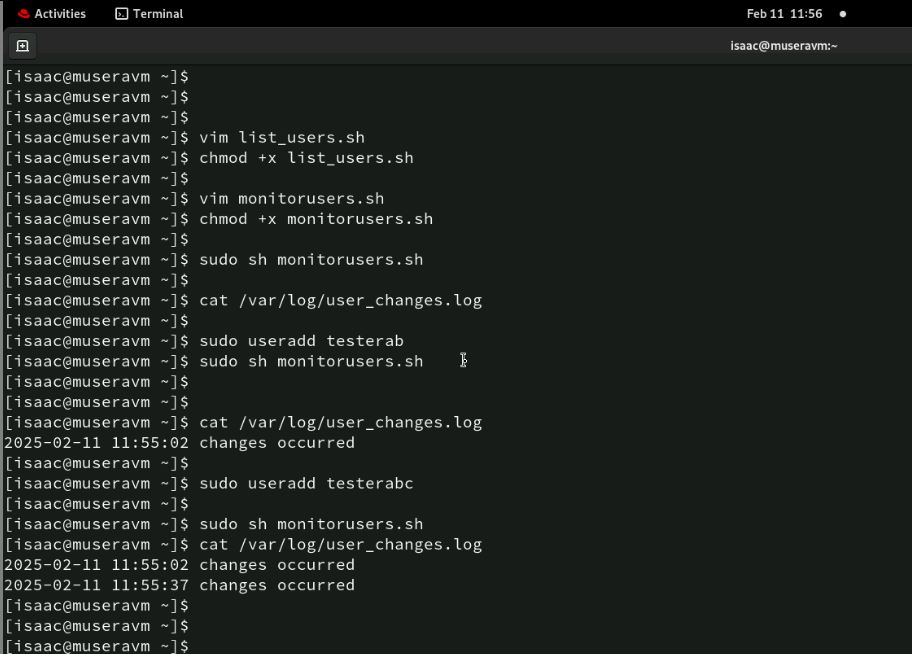 Activities Terminal Feb 11 11:56
isaac@museravm:~
[isaac@museravm ~]$
[isaac@museravm ~]$
[isaac@museravm ~]$
[isaac@museravm ~]$ vim list_users.sh
[isaac@museravm ~]$ chmod +x list_users.sh
[isaac@museravm ~]$
[isaac@museravm ~]$ vim monitorusers.sh
[isaac@museravm ~]$ chmod +x monitorusers.sh
[isaac@museravm ~]$
[isaac@museravm ~]$ sudo sh monitorusers.sh
[isaac@museravm ~]$
[isaac@museravm ~]$ cat /var/log/user_changes.log
[isaac@museravm ~]$
[isaac@museravm ~]$ sudo useradd testerab
[isaac@museravm ~]$ sudo sh monitorusers.sh
[isaac@museravm ~]$
[isaac@museravm ~]$
[isaac@museravm ~]$ cat /var/log/user_changes.log
2025-02-11 11:55:02 changes occurred
[isaac@museravm ~]$
[isaac@museravm ~]$ sudo useradd testerabc
[isaac@museravm ~]$
[isaac@museravm ~]$ sudo sh monitorusers.sh
[isaac@museravm ~]$ cat /var/log/user_changes.log
2025-02-11 11:55:02 changes occurred
2025-02-11 11:55:37 changes occurred
[isaac@museravm ~]$
[isaac@museravm ~]$
[isaac@museravm ~]$